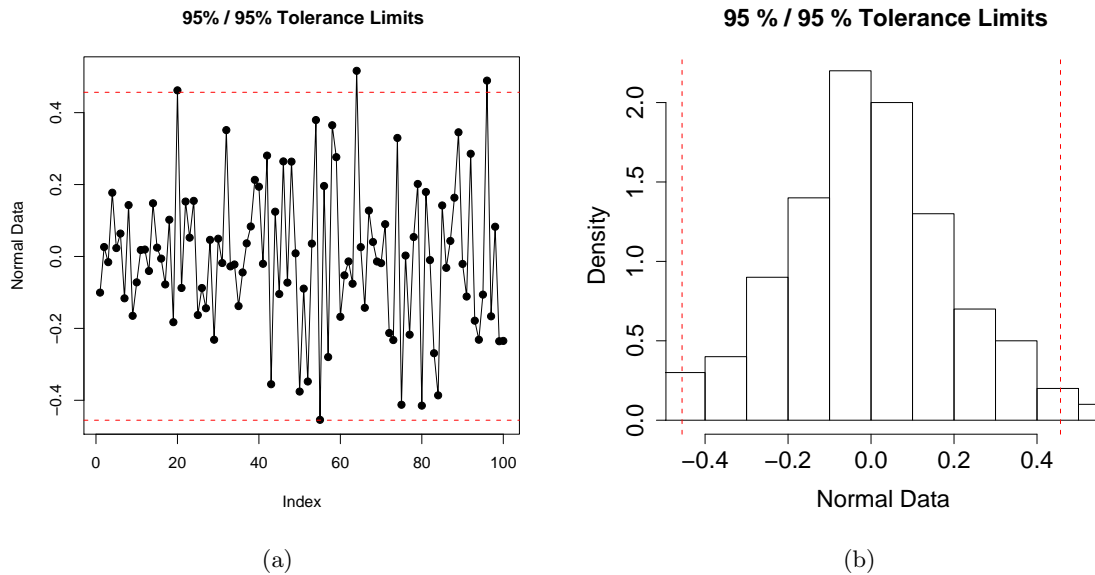 95% / 95% Tolerance Limits
Normal Data
0.4
0.2
0.0
−0.2
−0.4
0 20 40 60 80 100
Index
(a)
95 % / 95 % Tolerance Limits
Density
2.0
1.5
1.0
0.5
0.0
−0.4 −0.2 0.0 0.2 0.4
Normal Data
(b)